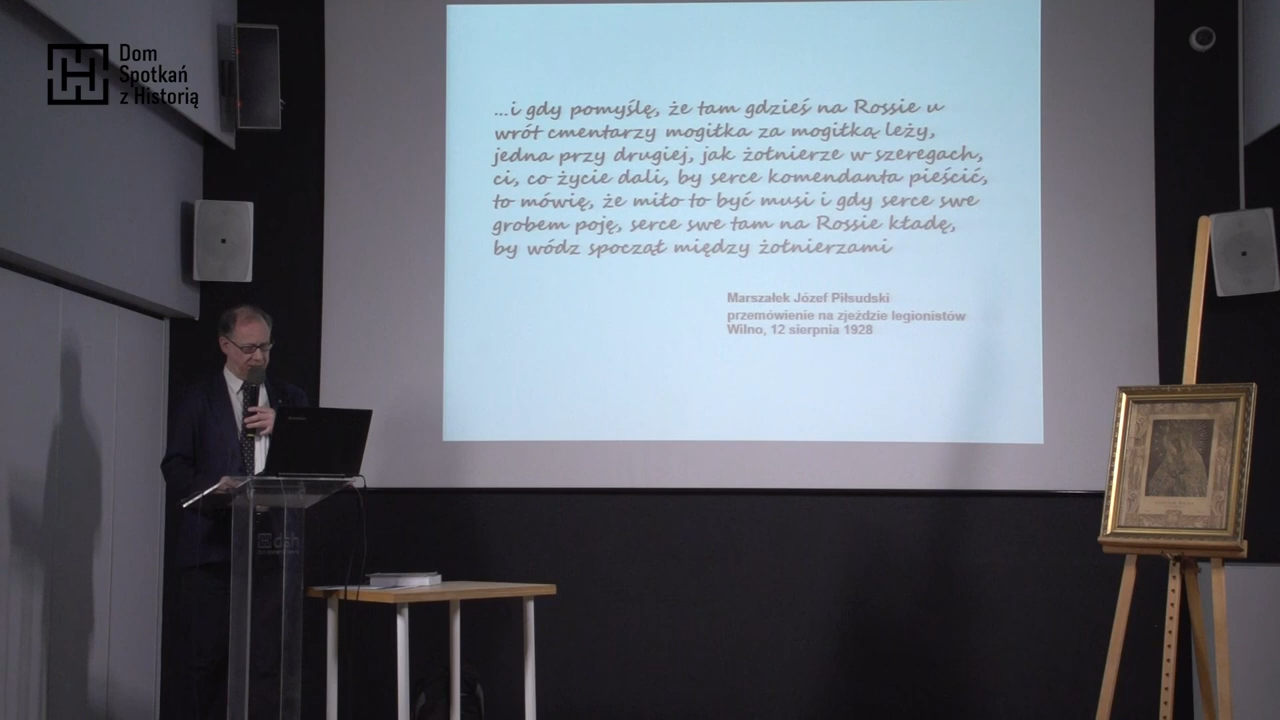 Dom
Spotkań
z Historią
...i gdy pomyślę, że tam gdzieś na Rossie u
wrót cmentarzy mogiłka za mogiłką leży,
jedna przy drugiej, jak żołnierze w szeregach,
ci, co życie dali, by serce komendanta pieścić,
to mówię, że miło to być musi i gdy serce swe
grobem poję, serce swe tam na Rossie kładę,
by wódz spoczął między żołnierzami
Marszałek Józef Piłsudski
przemówienie na zjeździe legionistów
Wilno, 12 sierpnia 1928
dsh